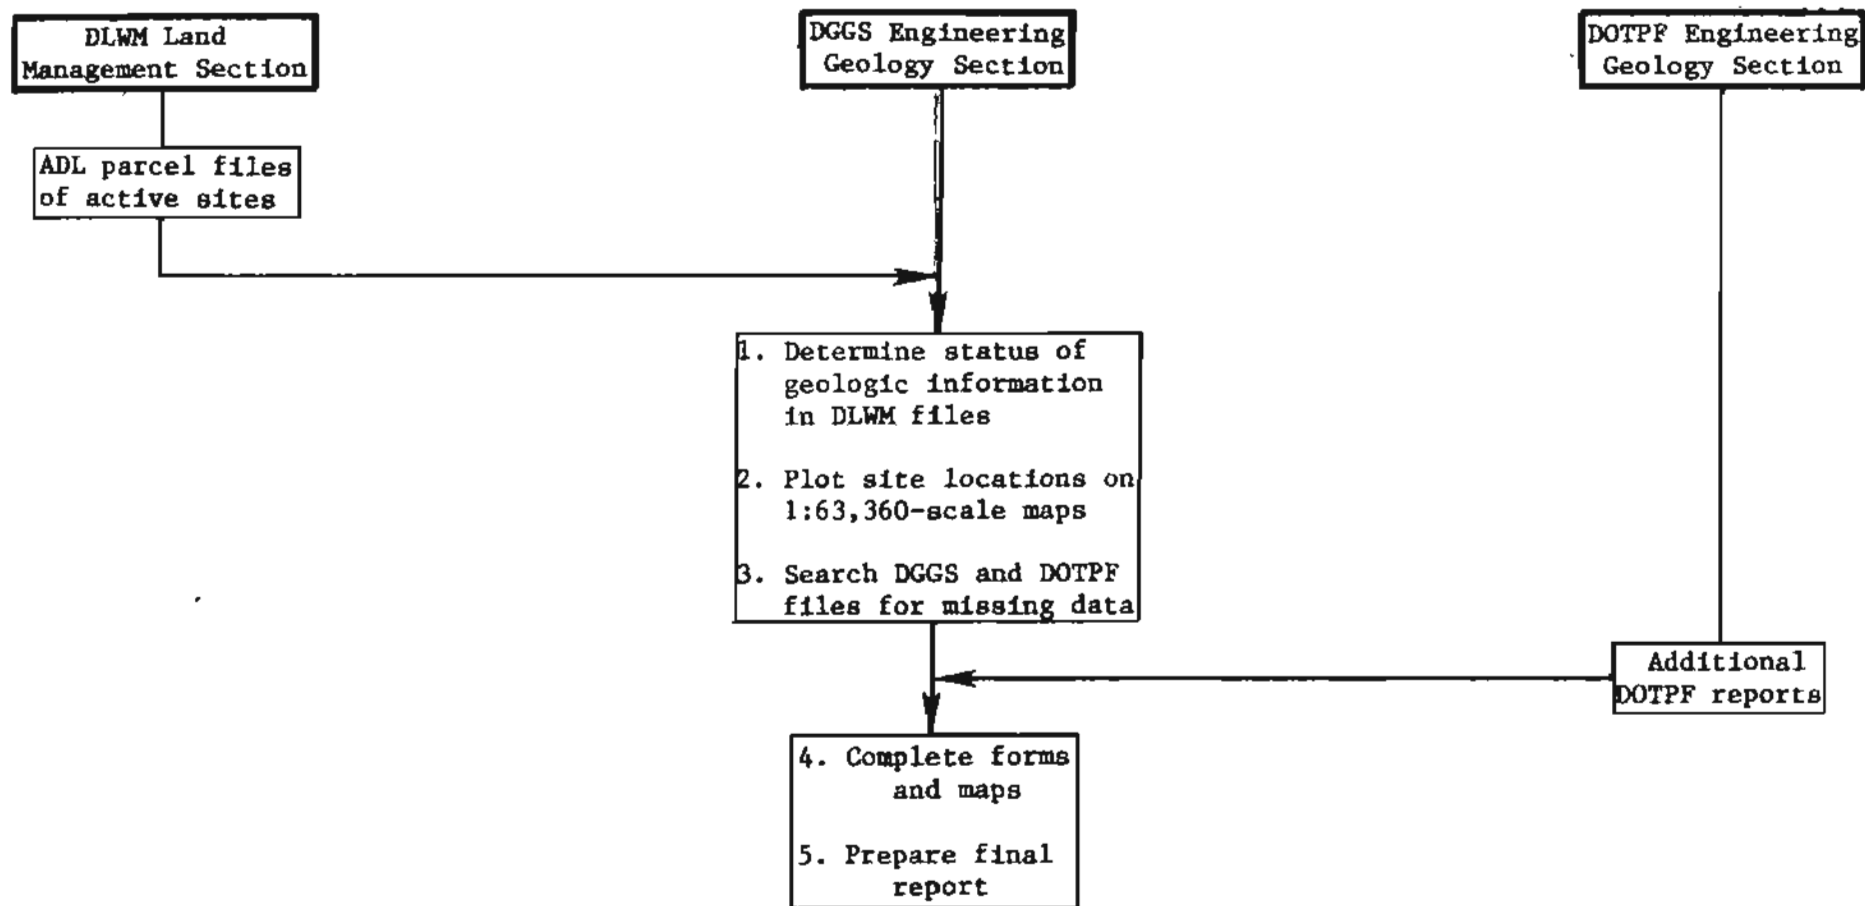 DLWM Land
Management Section
DGGS Engineering
Geology Section
DOTPF Engineering
Geology Section
ADL parcel files
of active sites
1. Determine status of
geologic information
in DLWM files
2. Plot site locations on
1:63,360-scale maps
3. Search DGGS and DOTPF
files for missing data
Additional
DOTPF reports
4. Complete forms
and maps
5. Prepare final
report